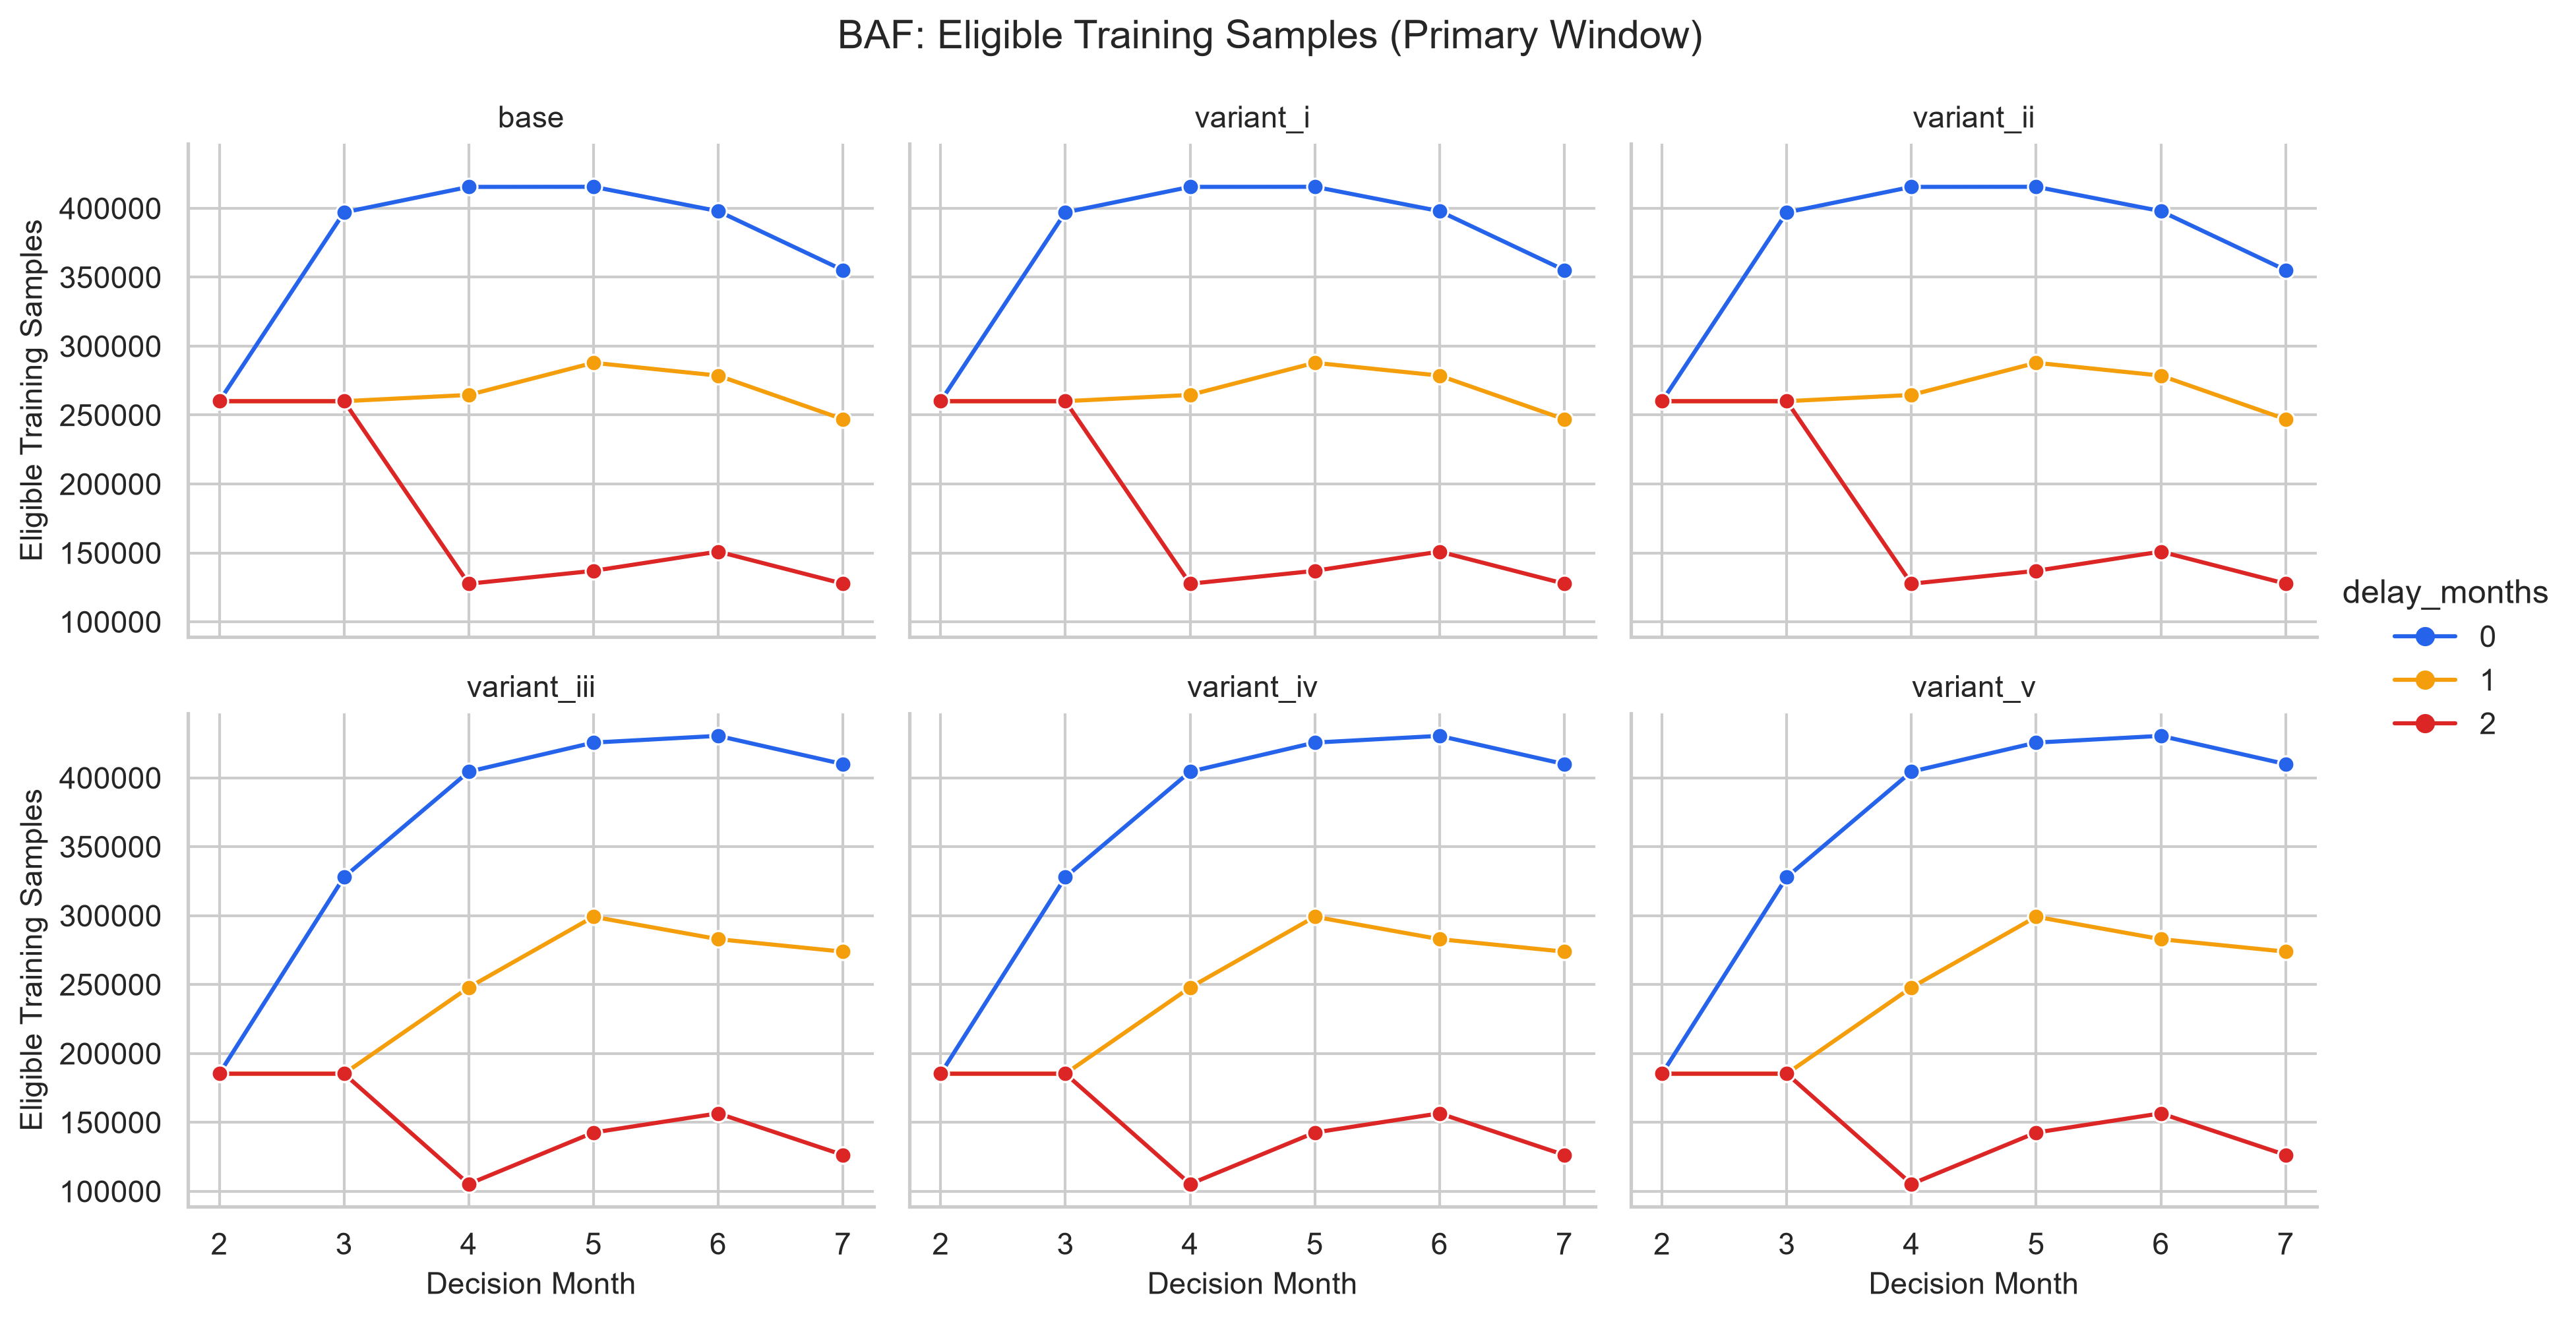 BAF: Eligible Training Samples (Primary Window)
base
variant_i
variant_ii
Eligible Training Samples
400000
350000
300000
250000
200000
150000
100000
delay_months
0
1
2
variant_iii
variant_iv
variant_v
Eligible Training Samples
400000
350000
300000
250000
200000
150000
100000
2 3 4 5 6 7
2 3 4 5 6 7
2 3 4 5 6 7
Decision Month
Decision Month
Decision Month